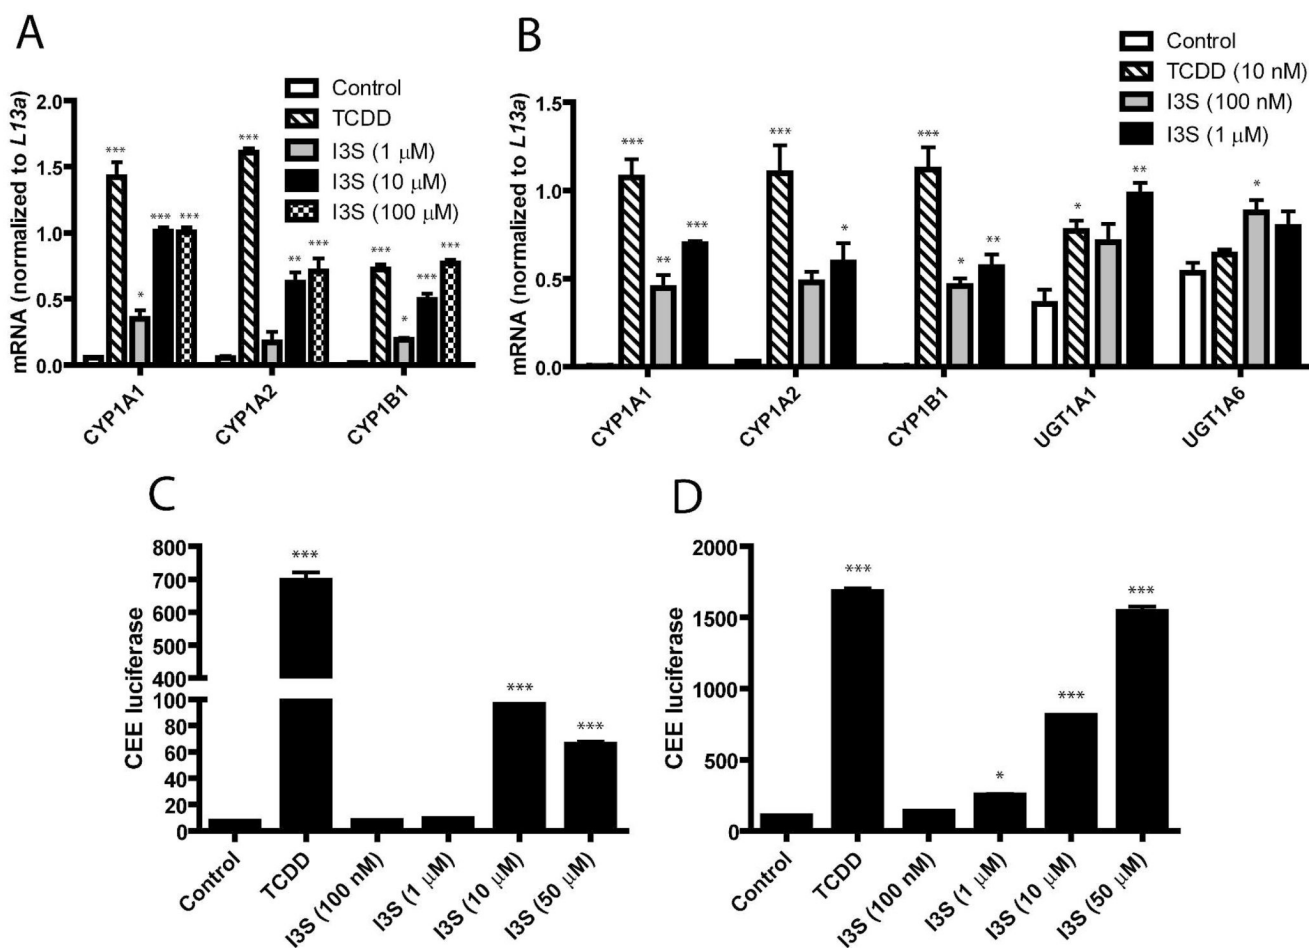 A
Control
TCDD
I3S (1 μM)
I3S (10 μM)
I3S (100 μM)
mRNA (normalized to L13a)
2.0
1.5
1.0
0.5
0.0
*** * *** ***
*** ** ***
*** * *** ***
CYP1A1
CYP1A2
CYP1B1
B
Control
TCDD (10 nM)
I3S (100 nM)
I3S (1 μM)
mRNA (normalized to L13a)
1.5
1.0
0.5
0.0
*** ** ***
*** *
*** * **
* **
*
CYP1A1
CYP1A2
CYP1B1
UGT1A1
UGT1A6
C
CEE luciferase
800
700
600
500
400
100
80
60
40
20
0
***
***
***
Control
TCDD
I3S (100 nM)
I3S (1 μM)
I3S (10 μM)
I3S (50 μM)
D
CEE luciferase
2000
1500
1000
500
0
***
*
***
***
Control
TCDD
I3S (100 nM)
I3S (1 μM)
I3S (10 μM)
I3S (50 μM)